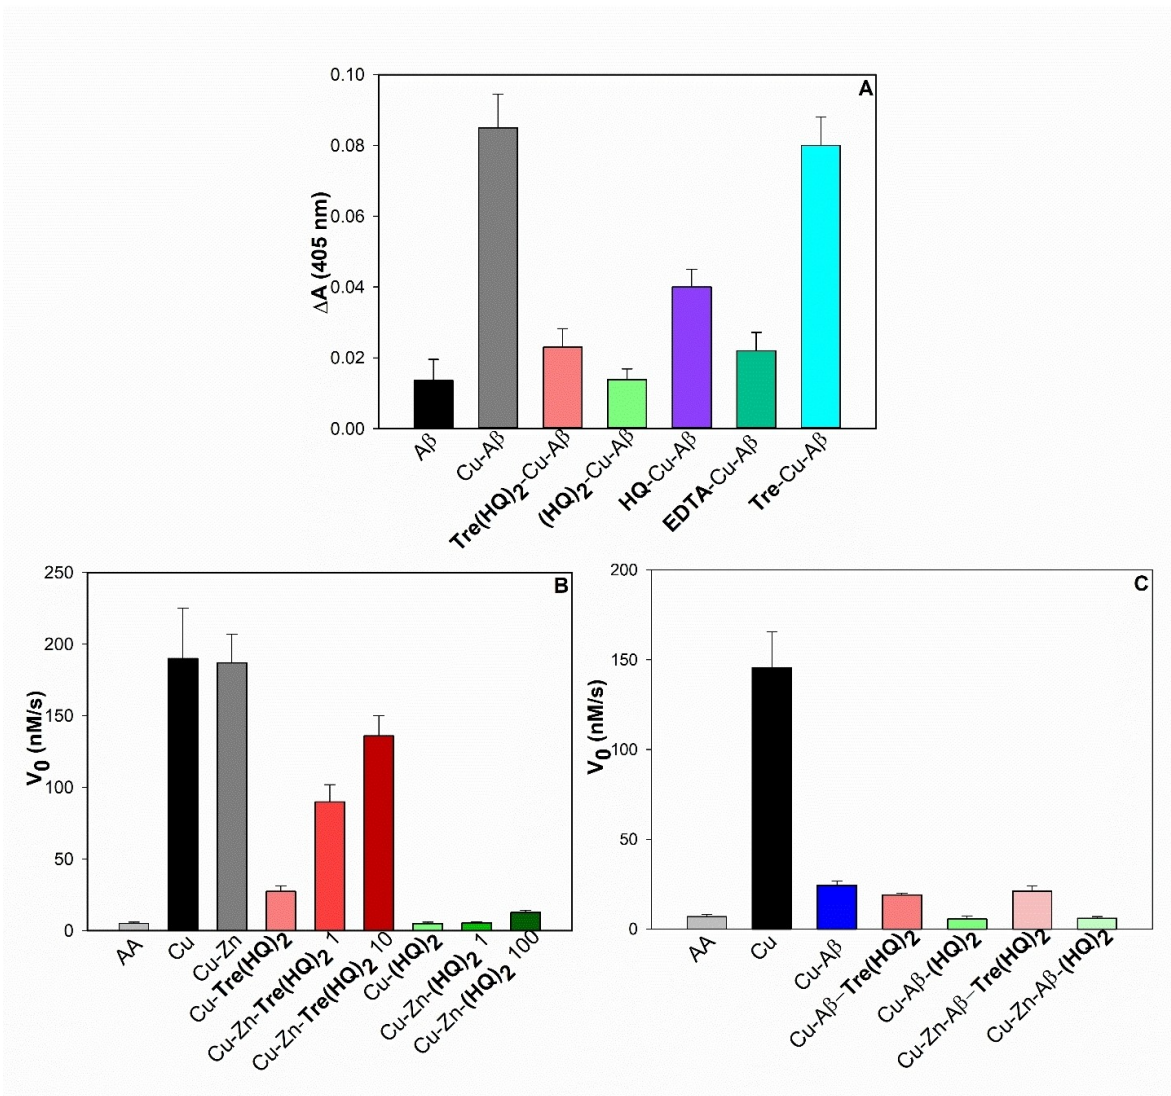 A
0.10
0.08
0.06
0.04
0.02
0.00
ΔA (405 nm)
Aβ
Cu-Aβ
Tre(HQ)2-Cu-Aβ
(HQ)2-Cu-Aβ
HQ-Cu-Aβ
EDTA-Cu-Aβ
Tre-Cu-Aβ
B
250
200
150
100
50
0
V0 (nM/s)
AA
Cu
Cu-Zn
Cu-Tre(HQ)2
Cu-Zn-Tre(HQ)2 1
Cu-Zn-Tre(HQ)2 10
Cu-(HQ)2
Cu-Zn-(HQ)2 1
Cu-Zn-(HQ)2 100
C
200
150
100
50
0
V0 (nM/s)
AA
Cu
Cu-Aβ
Cu-Aβ–Tre(HQ)2
Cu-Aβ-(HQ)2
Cu-Zn-Aβ–Tre(HQ)2
Cu-Zn-Aβ-(HQ)2